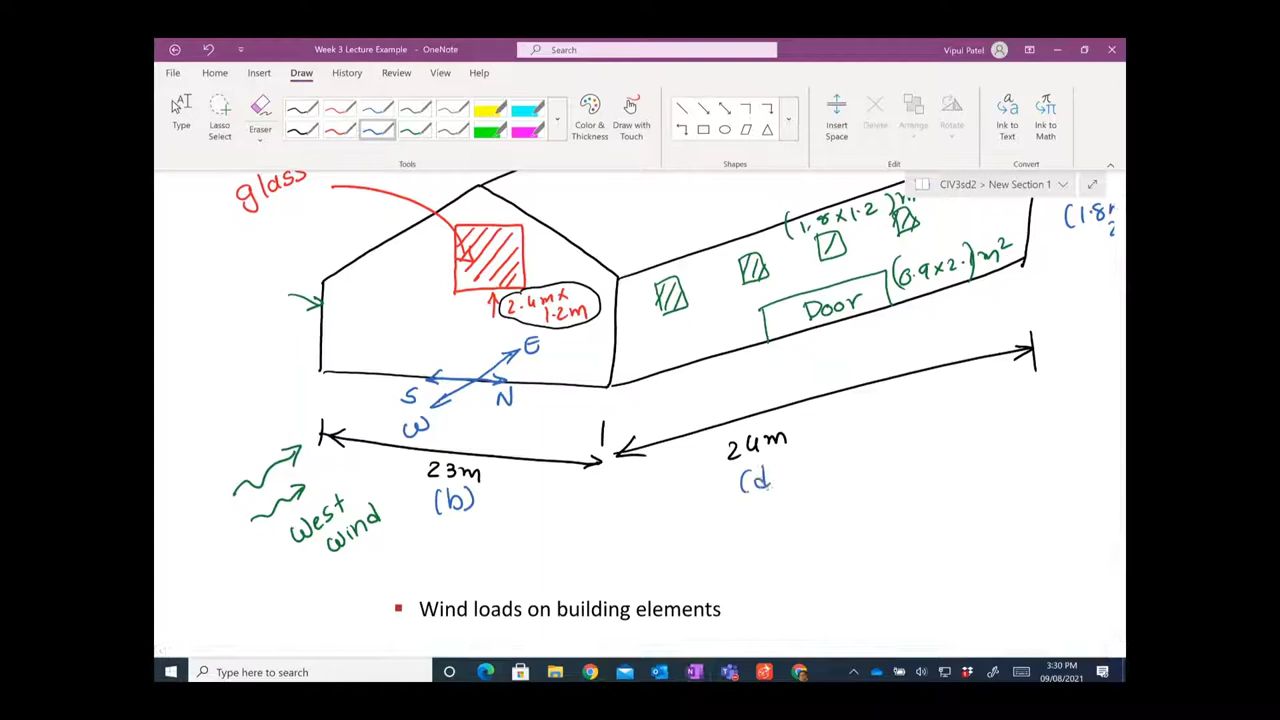 Week 3 Lecture Example - OneNote
Search
Vipul Patel
File Home Insert Draw History Review View Help
Type
Lasso Select
Eraser
Color & Thickness
Draw with Touch
Insert Space
Delete
Arrange
Rotate
Ink to Text
Ink to Math
Tools
Shapes
Edit
Convert
CIV3sd2 > New Section 1
glass
(1.8×1.2)
(1.8
2
2.4m×
1.2m
Door
(0.9×2.)m²
E
S
N
W
24m
(d
23m
(b)
West
wind
Wind loads on building elements
Type here to search
3:30 PM
09/08/2021